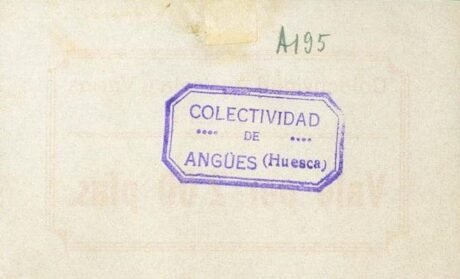 A195
COLECTIVIDAD
DE
ANGÜES (Huesca)